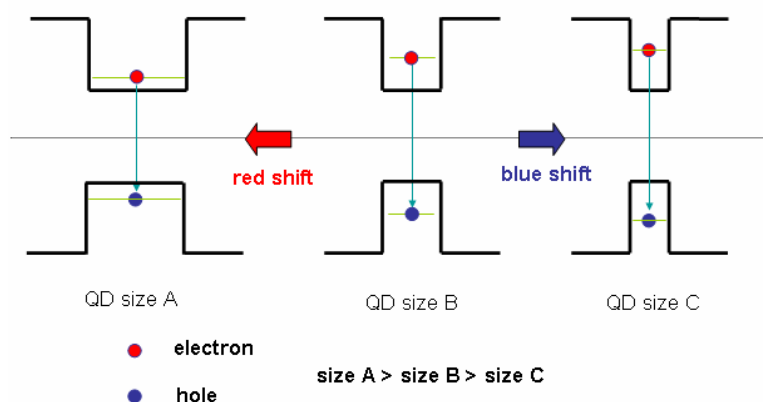 red shift
blue shift
QD size A
QD size B
QD size C
electron
size A > size B > size C
hole